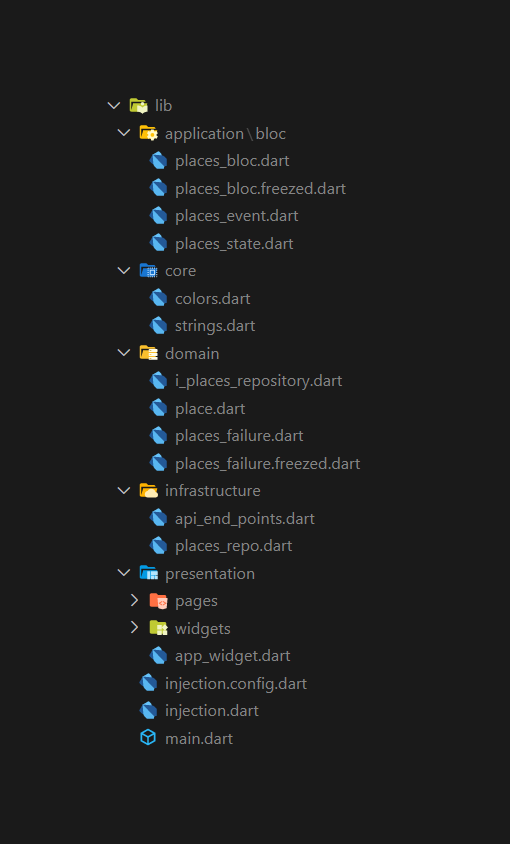 lib
application\bloc
places_bloc.dart
places_bloc.freezed.dart
places_event.dart
places_state.dart
core
colors.dart
strings.dart
domain
i_places_repository.dart
place.dart
places_failure.dart
places_failure.freezed.dart
infrastructure
api_end_points.dart
places_repo.dart
presentation
pages
widgets
app_widget.dart
injection.config.dart
injection.dart
main.dart